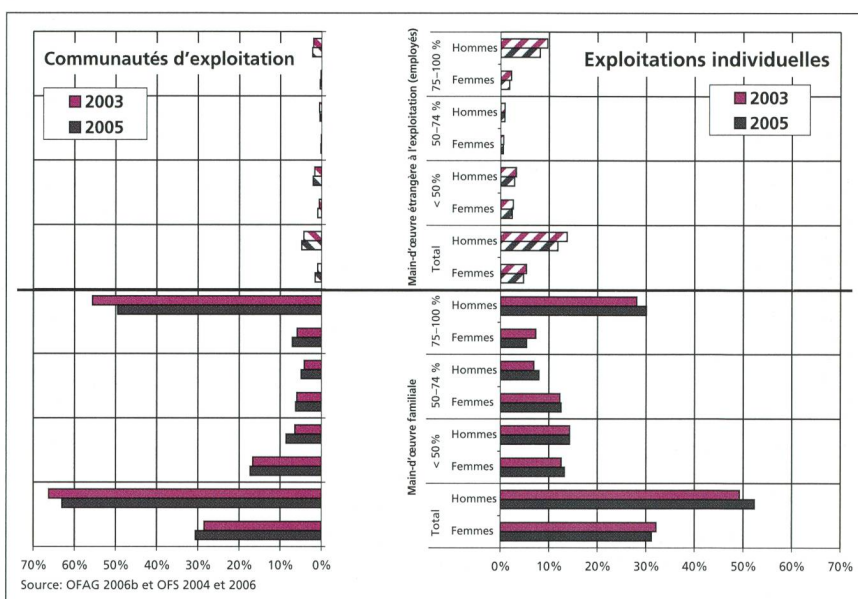 Communautés d'exploitation
2003
2005
Exploitations individuelles
2003
2005
Main-d'œuvre étrangère à l'exploitation (employés)
75–100 %
Hommes
Femmes
50–74 %
Hommes
Femmes
< 50 %
Hommes
Femmes
Total
Hommes
Femmes
Main-d'œuvre familiale
75–100 %
Hommes
Femmes
50–74 %
Hommes
Femmes
< 50 %
Hommes
Femmes
Total
Hommes
Femmes
70% 60% 50% 40% 30% 20% 10% 0%
0% 10% 20% 30% 40% 50% 60% 70%
Source: OFAG 2006b et OFS 2004 et 2006